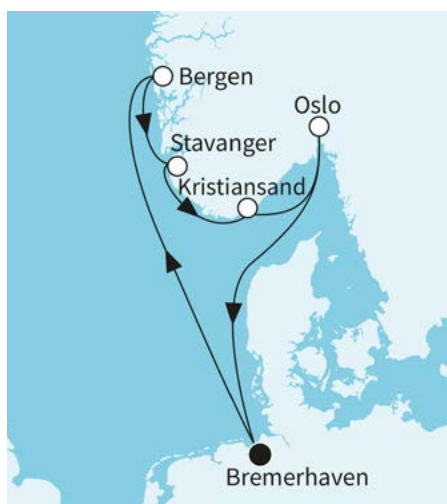 Bergen
Oslo
Stavanger
Kristiansand
Bremerhaven